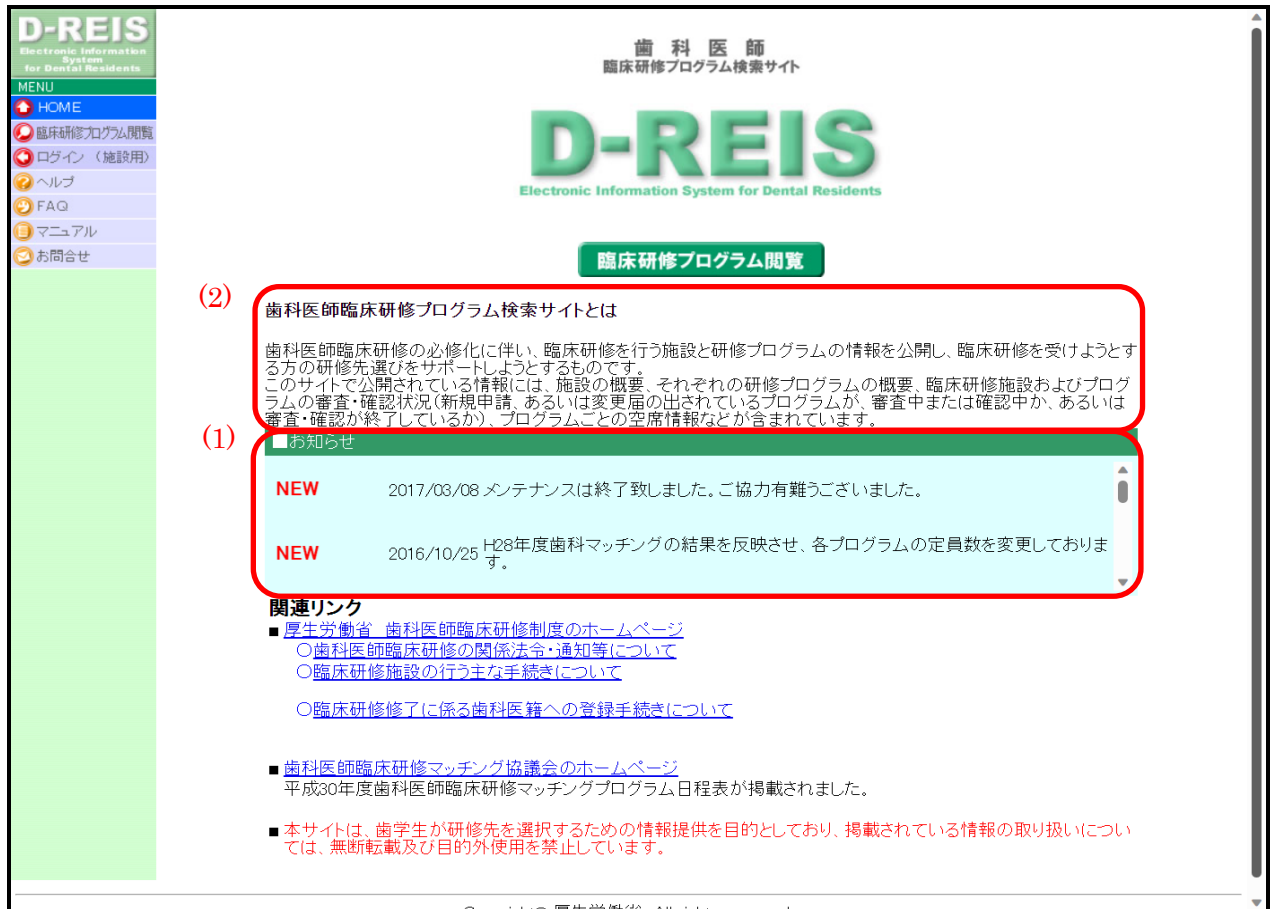 D-REIS
Electronic Information
System
for Dental Residents
MENU
HOME
臨床研修プログラム閲覧
ログイン (施設用)
ヘルプ
FAQ
マニュアル
お問合せ
歯 科 医 師
臨床研修プログラム検索サイト
D-REIS
Electronic Information System for Dental Residents
臨床研修プログラム閲覧
(2)
歯科医師臨床研修プログラム検索サイトとは
歯科医師臨床研修の必修化に伴い、臨床研修を行う施設と研修プログラムの情報を公開し、臨床研修を受けようとす
る方の研修先選びをサポートしようとするものです。
このサイトで公開されている情報には、施設の概要、それぞれの研修プログラムの概要、臨床研修施設およびプログ
ラムの審査・確認状況(新規申請、あるいは変更届の出されているプログラムが、審査中または確認中か、あるいは
審査・確認が終了しているか)、プログラムごとの空席情報などが含まれています。
(1)
■お知らせ
NEW 2017/03/08 メンテナンスは終了致しました。ご協力有難うございました。
NEW 2016/10/25 H28年度歯科マッチングの結果を反映させ、各プログラムの定員数を変更しておりま
す。
関連リンク
■ 厚生労働省 歯科医師臨床研修制度のホームページ
○歯科医師臨床研修の関係法令・通知等について
○臨床研修施設の行う主な手続きについて
○臨床研修修了に係る歯科医籍への登録手続きについて
■ 歯科医師臨床研修マッチング協議会のホームページ
平成30年度歯科医師臨床研修マッチングプログラム日程表が掲載されました。
■ 本サイトは、歯学生が研修先を選択するための情報提供を目的としており、掲載されている情報の取り扱いについ
ては、無断転載及び目的外使用を禁止しています。